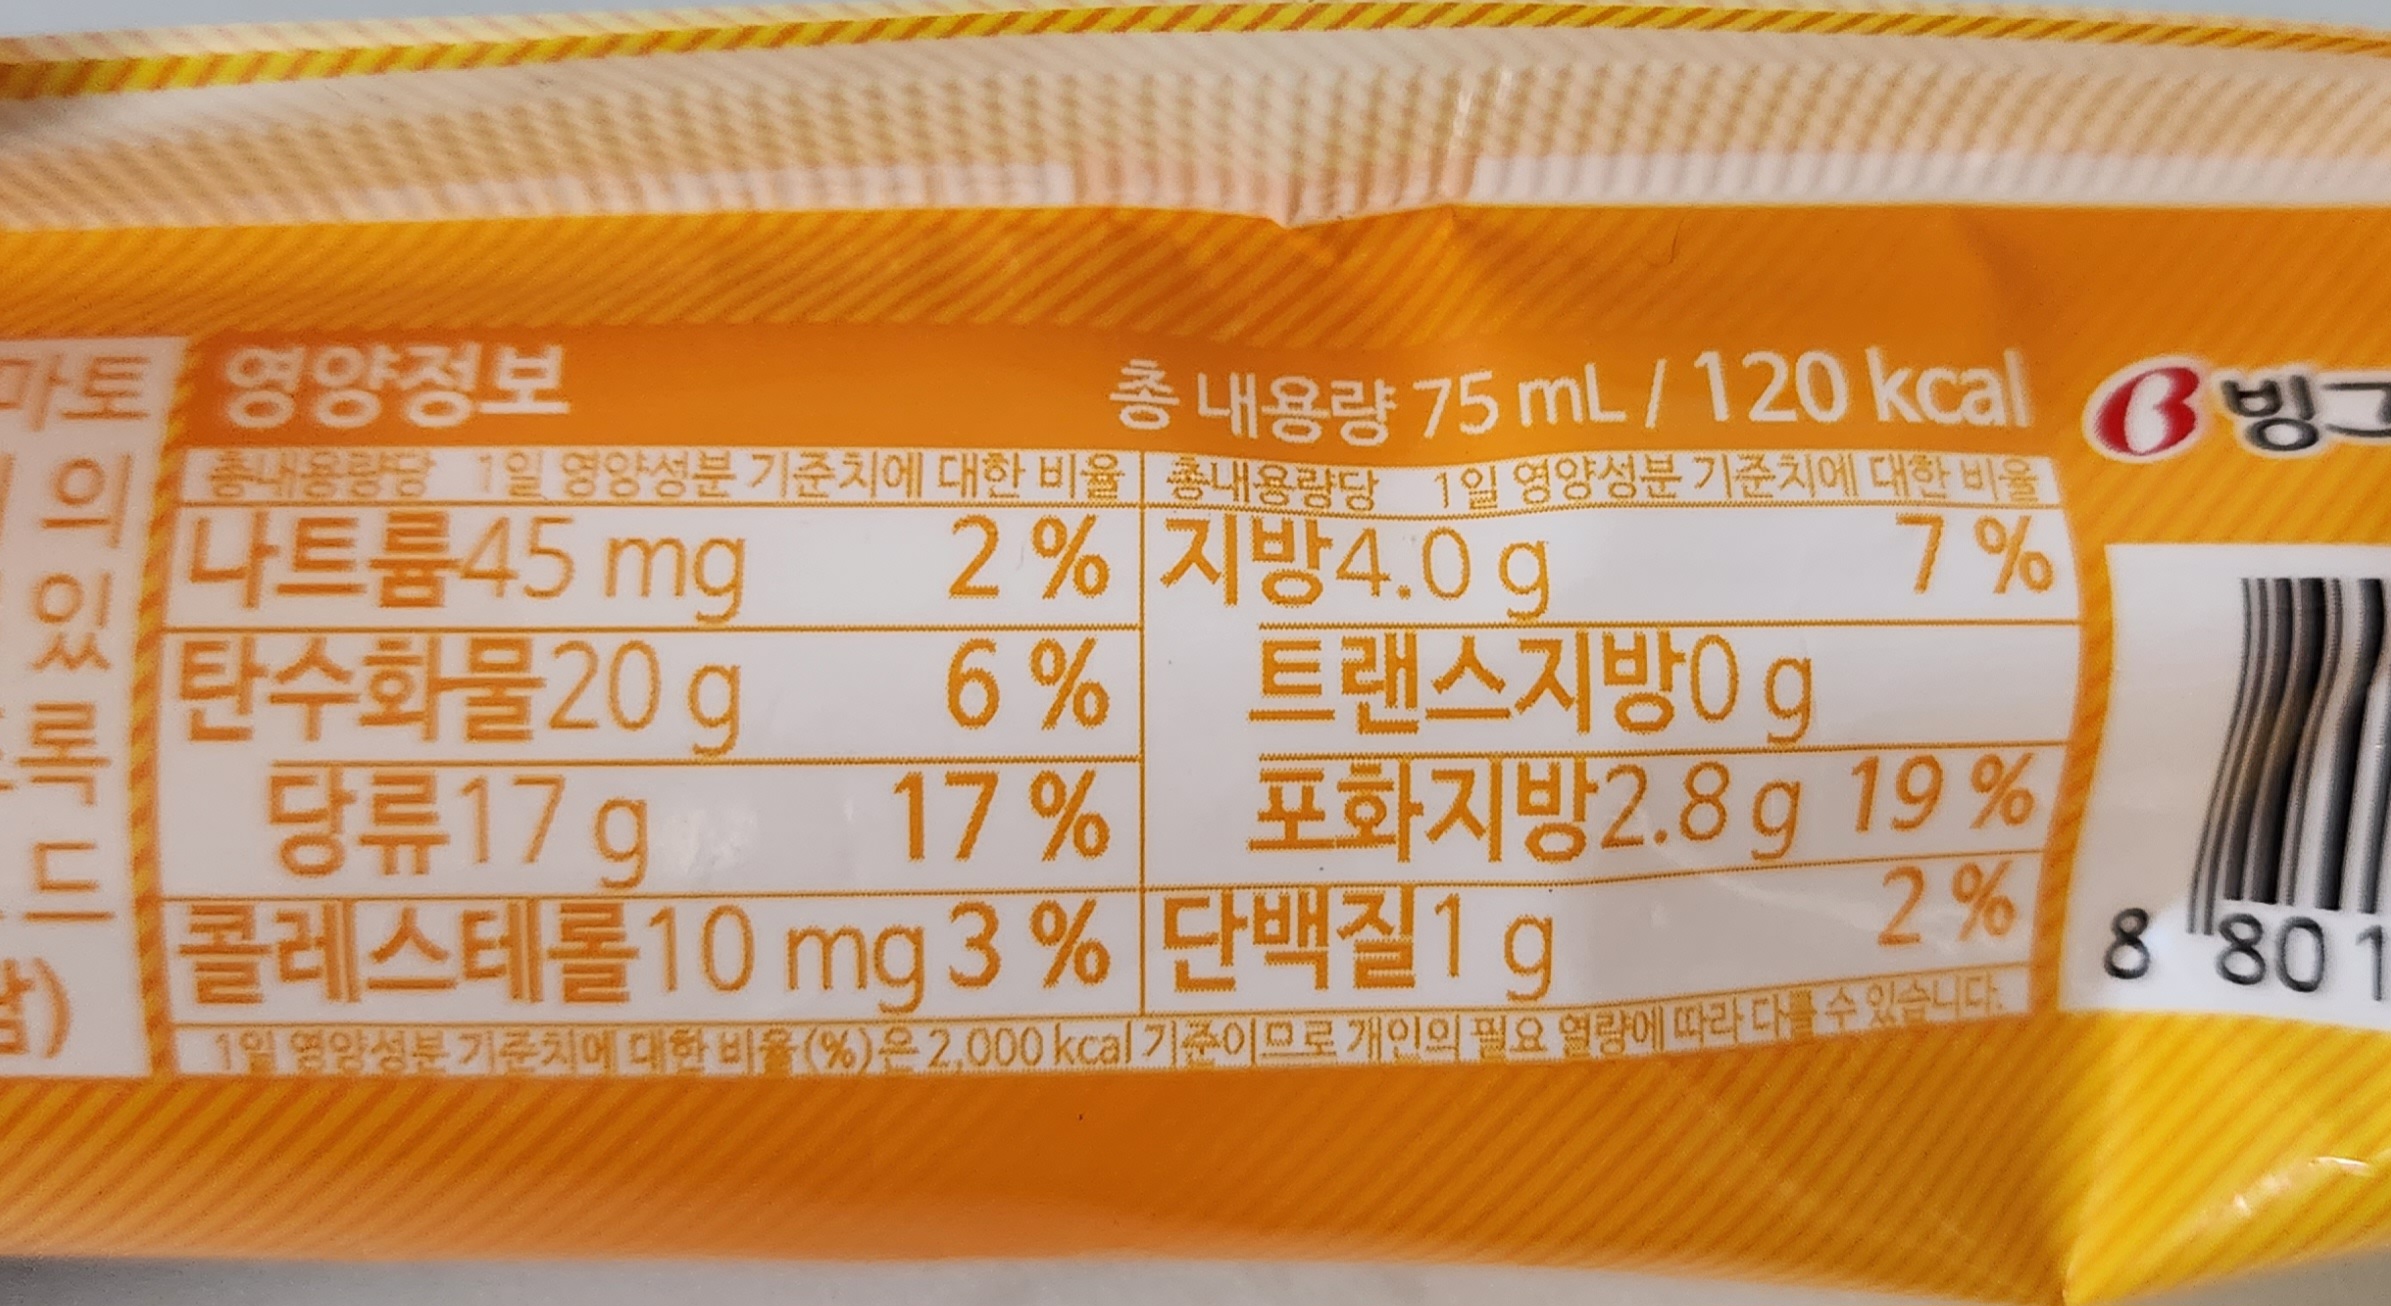 마토
의
있
록
드
함)
영양정보 총 내용량 75 mL / 120 kcal
총내용량당 1일 영양성분 기준치에 대한 비율 총내용량당 1일 영양성분 기준치에 대한 비율
나트륨45 mg 2 % 지방4.0 g 7 %
탄수화물20 g 6 % 트랜스지방0 g
당류17 g 17 % 포화지방2.8 g 19 %
콜레스테롤10 mg 3 % 단백질1 g 2 %
1일 영양성분 기준치에 대한 비율(%)은 2,000 kcal 기준이므로 개인의 필요 열량에 따라 다를 수 있습니다.
빙그
8 801